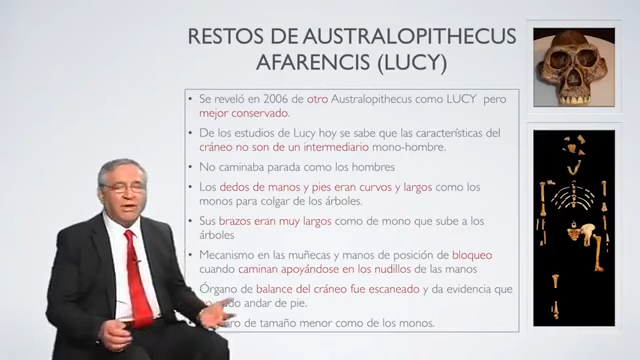 RESTOS DE AUSTRALOPITHECUS
AFARENCIS (LUCY)
• Se reveló en 2006 de otro Australopithecus como LUCY pero
mejor conservado.
• De los estudios de Lucy hoy se sabe que las características del
cráneo no son de un intermediario mono-hombre.
• No caminaba parada como los hombres
• Los dedos de manos y pies eran curvos y largos como los
monos para colgar de los árboles.
• Sus brazos eran muy largos como de mono que sube a los
árboles
• Mecanismo en las muñecas y manos de posición de bloqueo
cuando caminan apoyándose en los nudillos de las manos
Órgano de balance del cráneo fue escaneado y da evidencia que
andar de pie.
de tamaño menor como de los monos.